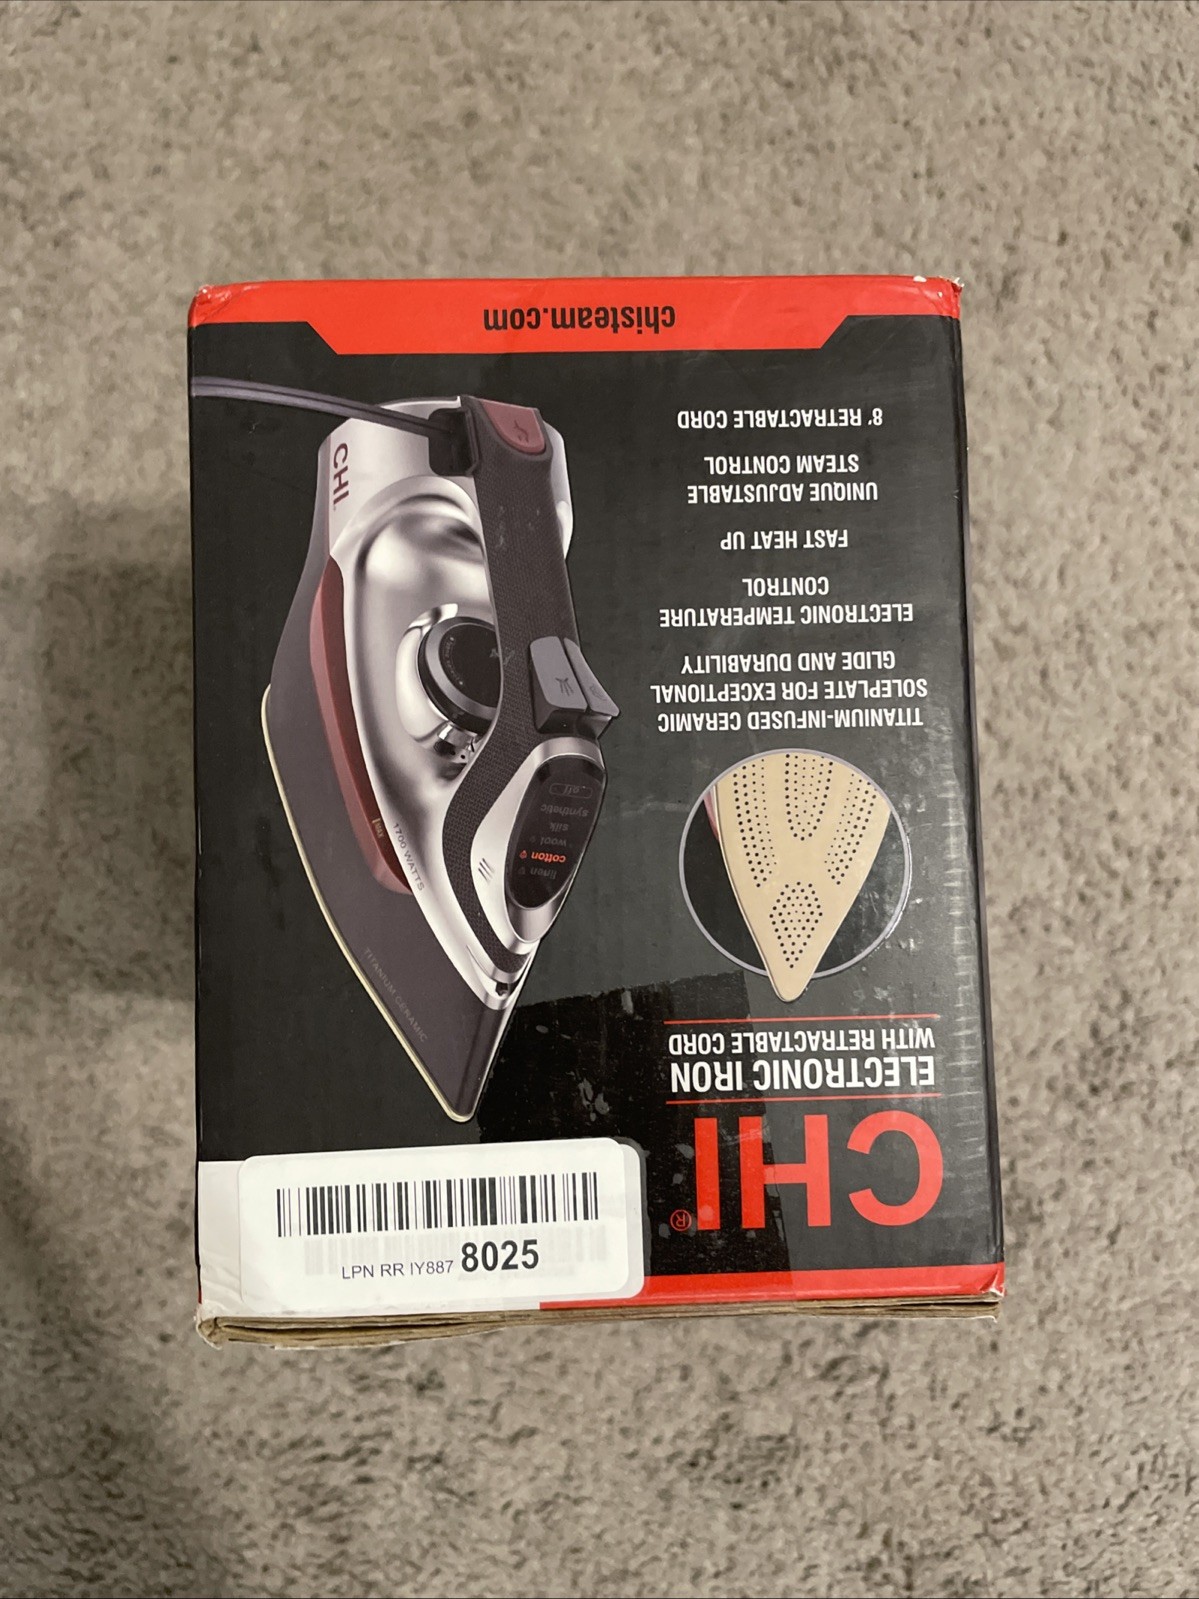 CHI®
ELECTRONIC IRON
WITH RETRACTABLE CORD
TITANIUM-INFUSED CERAMIC
SOLEPLATE FOR EXCEPTIONAL
GLIDE AND DURABILITY
ELECTRONIC TEMPERATURE
CONTROL
FAST HEAT UP
UNIQUE ADJUSTABLE
STEAM CONTROL
8' RETRACTABLE CORD
linen
cotton
wool
silk
synthetic
off
1700 WATTS
TITANIUM CERAMIC
CHI
chisteam.com
LPN RR IY887 8025